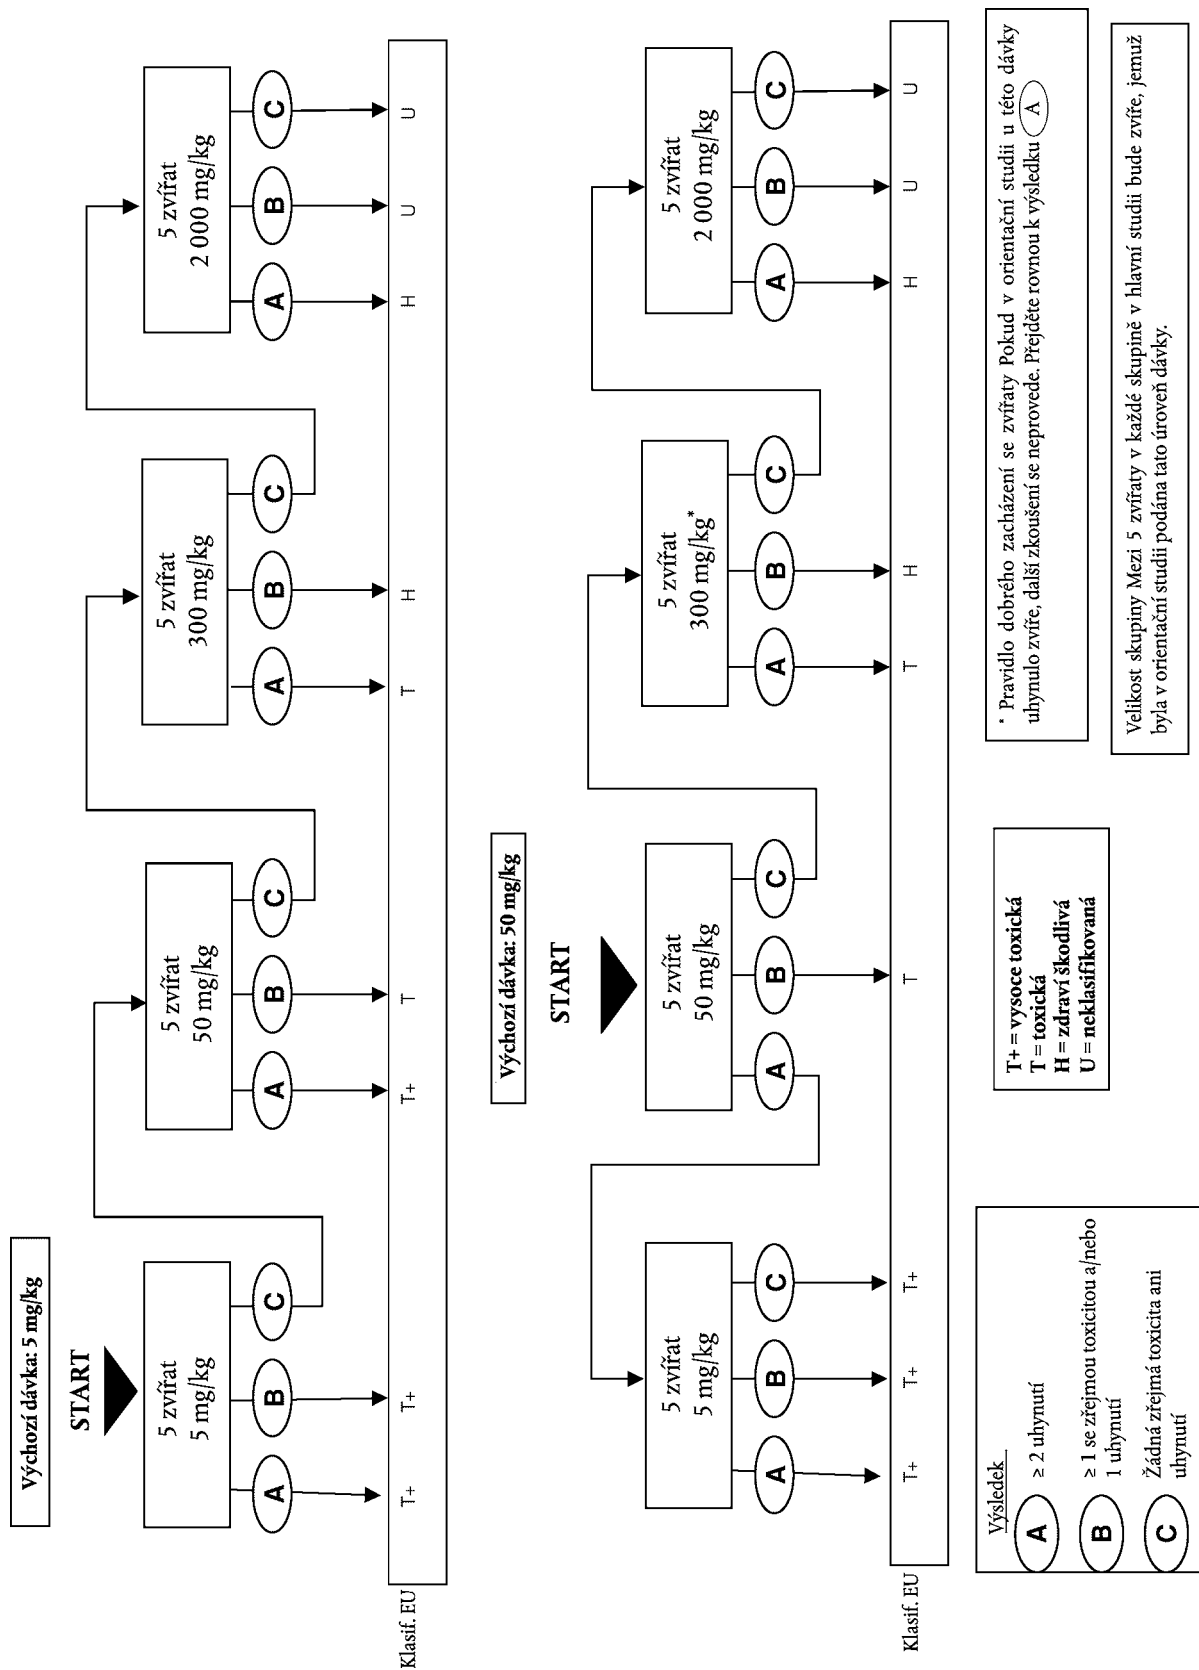 Výchozí dávka: 5 mg/kg
START
5 zvířat
5 mg/kg
A
B
C
5 zvířat
50 mg/kg
A
B
C
5 zvířat
300 mg/kg
A
B
C
5 zvířat
2 000 mg/kg
A
B
C
Klasif. EU
T+
T+
T+
T
T
H
H
U
U
Výchozí dávka: 50 mg/kg
START
5 zvířat
5 mg/kg
A
B
C
5 zvířat
50 mg/kg
A
B
C
5 zvířat
300 mg/kg*
A
B
C
5 zvířat
2 000 mg/kg
A
B
C
Klasif. EU
T+
T+
T+
T
T
H
H
U
U
Výsledek
A
≥ 2 uhynutí
B
≥ 1 se zřejmou toxicitou a/nebo
1 uhynutí
C
Žádná zřejmá toxicita ani
uhynutí
T+ = vysoce toxická
T = toxická
H = zdraví škodlivá
U = neklasifikovaná
* Pravidlo dobrého zacházení se zvířaty Pokud v orientační studii u této dávky
uhynulo zvíře, další zkoušení se neprovede. Přejděte rovnou k výsledku A
Velikost skupiny Mezi 5 zvířaty v každé skupině v hlavní studii bude zvíře, jemuž
byla v orientační studii podána tato úroveň dávky.